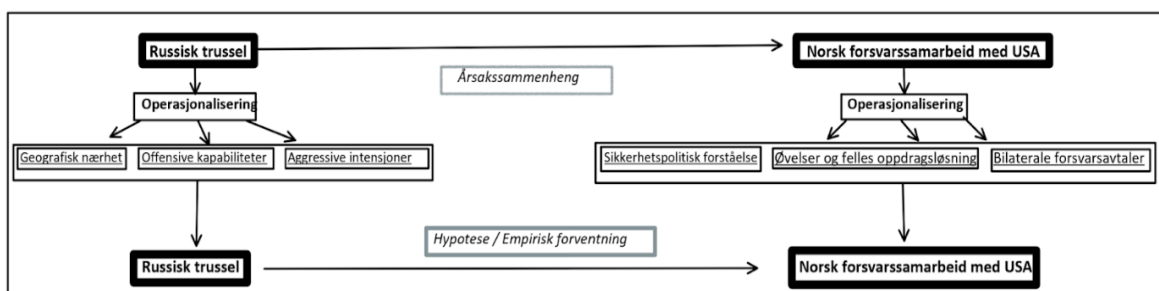 Russisk trussel
Norsk forsvarssamarbeid med USA
Årsakssammenheng
Operasjonalisering
Operasjonalisering
Geografisk nærhet
Offensive kapabiliteter
Aggressive intensjoner
Sikkerhetspolitisk forståelse
Øvelser og felles oppdragsløsning
Bilaterale forsvarsavtaler
Hypotese / Empirisk forventning
Russisk trussel
Norsk forsvarssamarbeid med USA